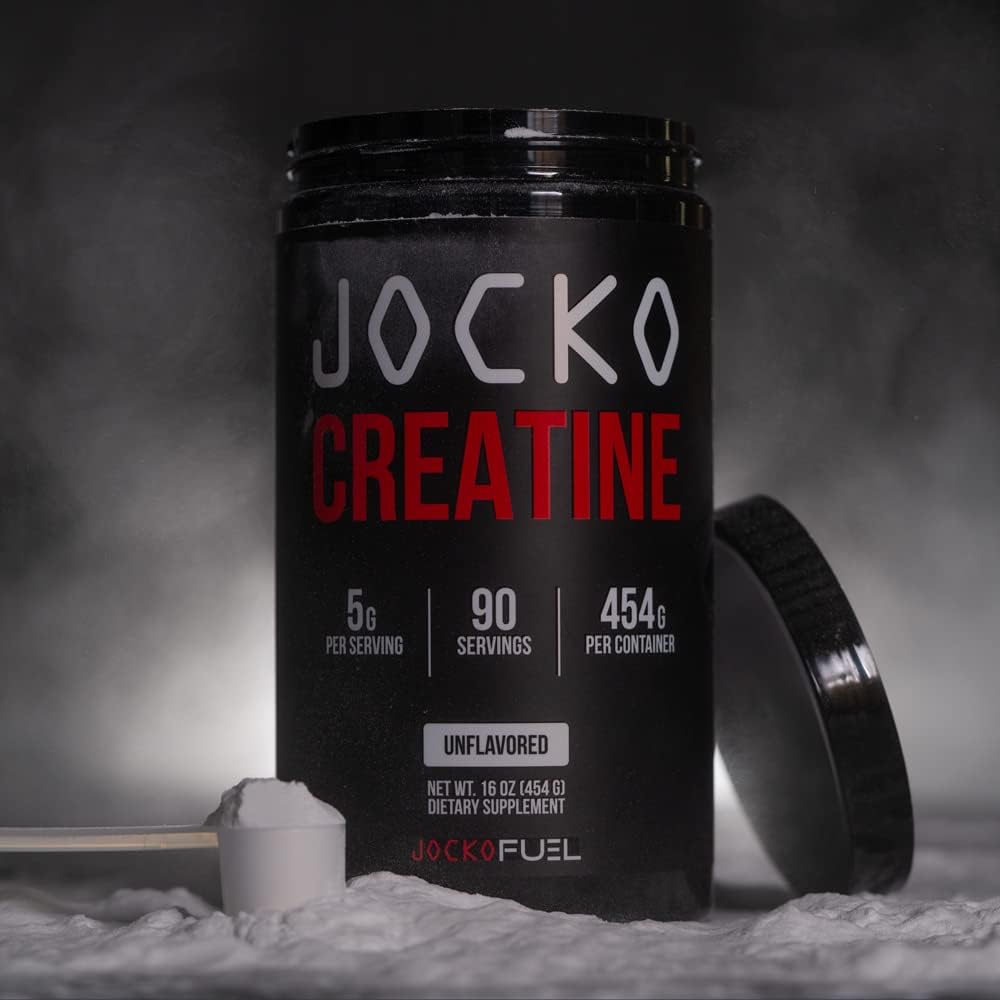 JOCKO
CREATINE
5G
PER SERVING
90
SERVINGS
454G
PER CONTAINER
UNFLAVORED
NET WT. 16 OZ (454 G)
DIETARY SUPPLEMENT
JOCKOFUEL